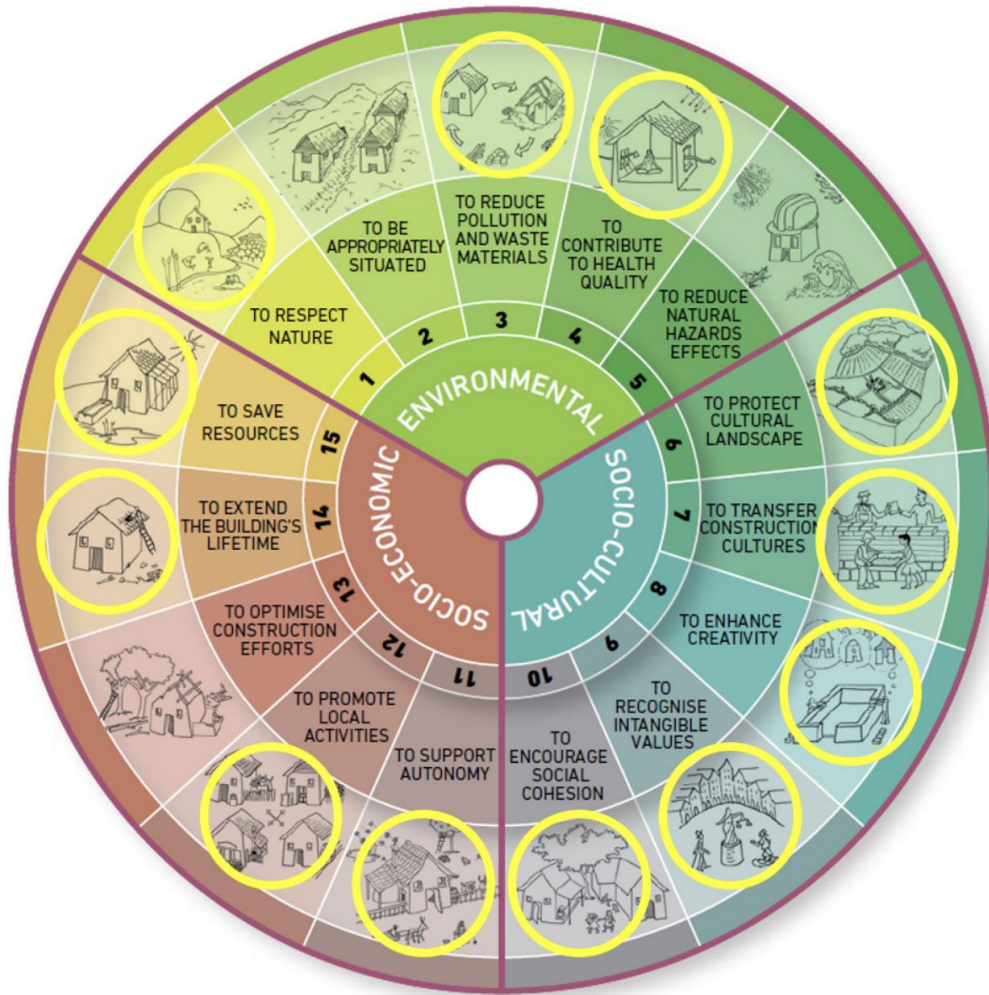 ENVIRONMENTAL
1
TO RESPECT
NATURE
2
TO BE
APPROPRIATELY
SITUATED
3
TO REDUCE
POLLUTION
AND WASTE
MATERIALS
4
TO
CONTRIBUTE
TO HEALTH
QUALITY
5
TO REDUCE
NATURAL
HAZARDS
EFFECTS
SOCIO-CULTURAL
6
TO PROTECT
CULTURAL
LANDSCAPE
7
TO TRANSFER
CONSTRUCTION
CULTURES
8
TO ENHANCE
CREATIVITY
9
TO
RECOGNISE
INTANGIBLE
VALUES
10
TO
ENCOURAGE
SOCIAL
COHESION
SOCIO-ECONOMIC
11
TO SUPPORT
AUTONOMY
12
TO PROMOTE
LOCAL
ACTIVITIES
13
TO OPTIMISE
CONSTRUCTION
EFFORTS
14
TO EXTEND
THE BUILDING'S
LIFETIME
15
TO SAVE
RESOURCES